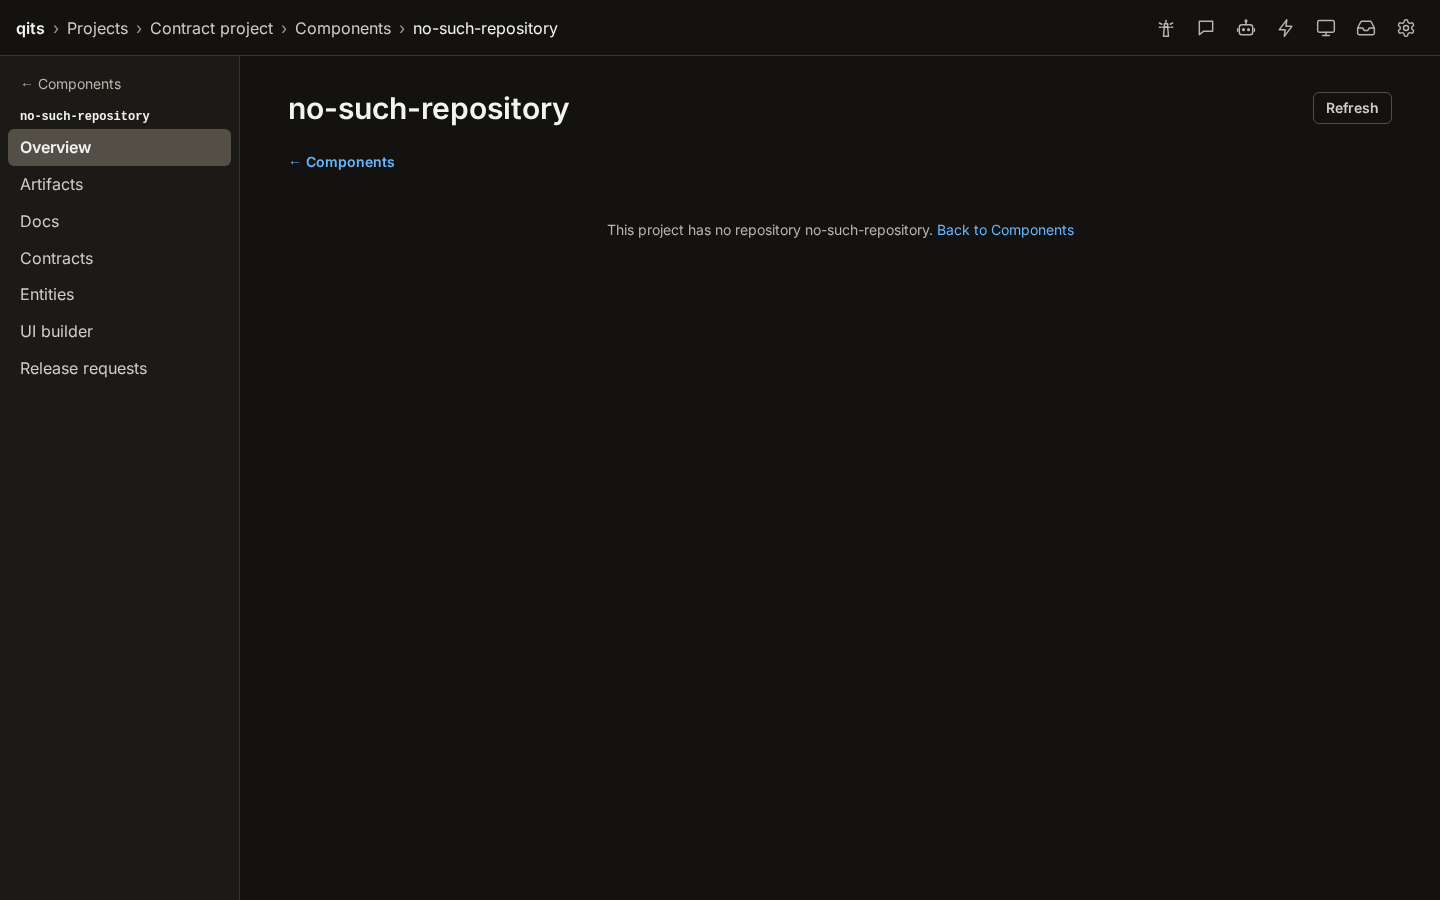 qits › Projects › Contract project › Components › no-such-repository
← Components
no-such-repository
Overview
Artifacts
Docs
Contracts
Entities
UI builder
Release requests
no-such-repository
Refresh
← Components
This project has no repository no-such-repository. Back to Components